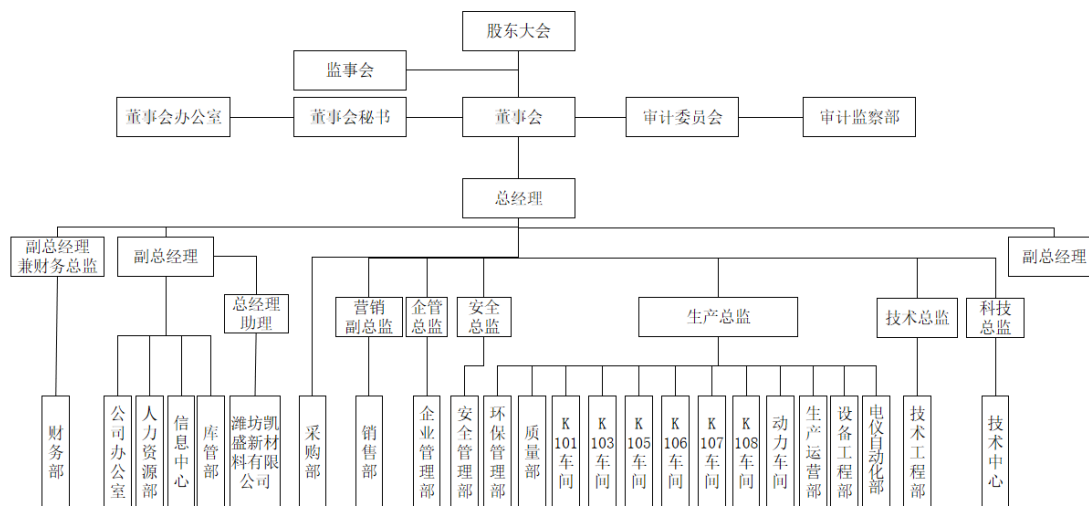 股东大会
监事会
董事会办公室
董事会秘书
董事会
审计委员会
审计监察部
总经理
副总经理
兼财务总监
副总经理
副总经理
总经理
助理
营销
副总监
企管
总监
安全
总监
生产总监
技术总监
科技
总监
财务部
公司办公室
人力资源部
信息中心
库管部
潍坊凯
盛新材
料有限
公司
采购部
销售部
企业管理部
安全管理部
环保管理部
质量部
K101车间
K103车间
K105车间
K106车间
K107车间
K108车间
动力车间
生产运营部
设备工程部
电仪自动化部
技术工程部
技术中心